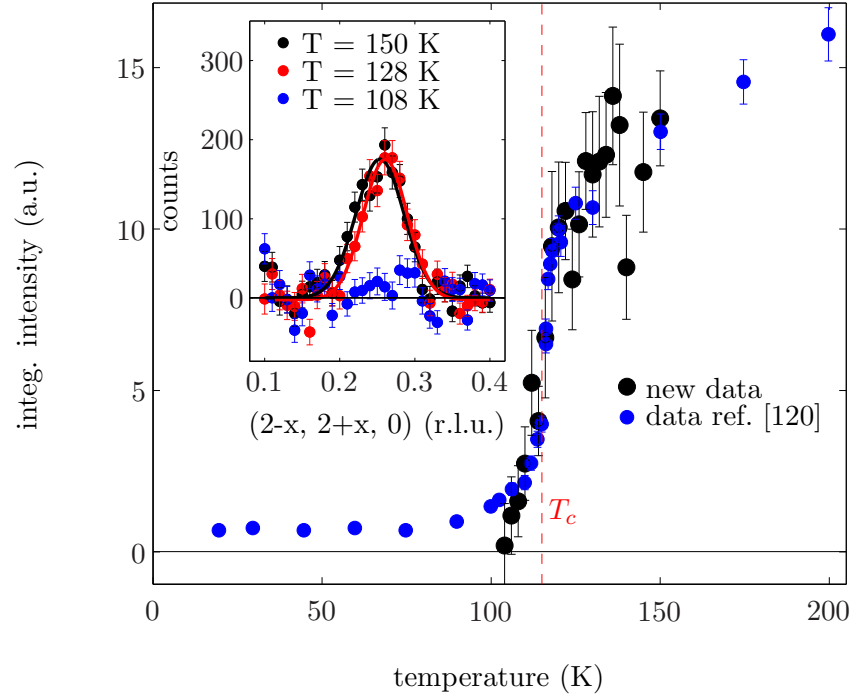 T = 150 K
T = 128 K
T = 108 K
300
200
100
0
counts
0.1 0.2 0.3 0.4
(2-x, 2+x, 0) (r.l.u.)
15
10
5
0
integ. intensity (a.u.)
new data
data ref. [120]
T_c
0 50 100 150 200
temperature (K)